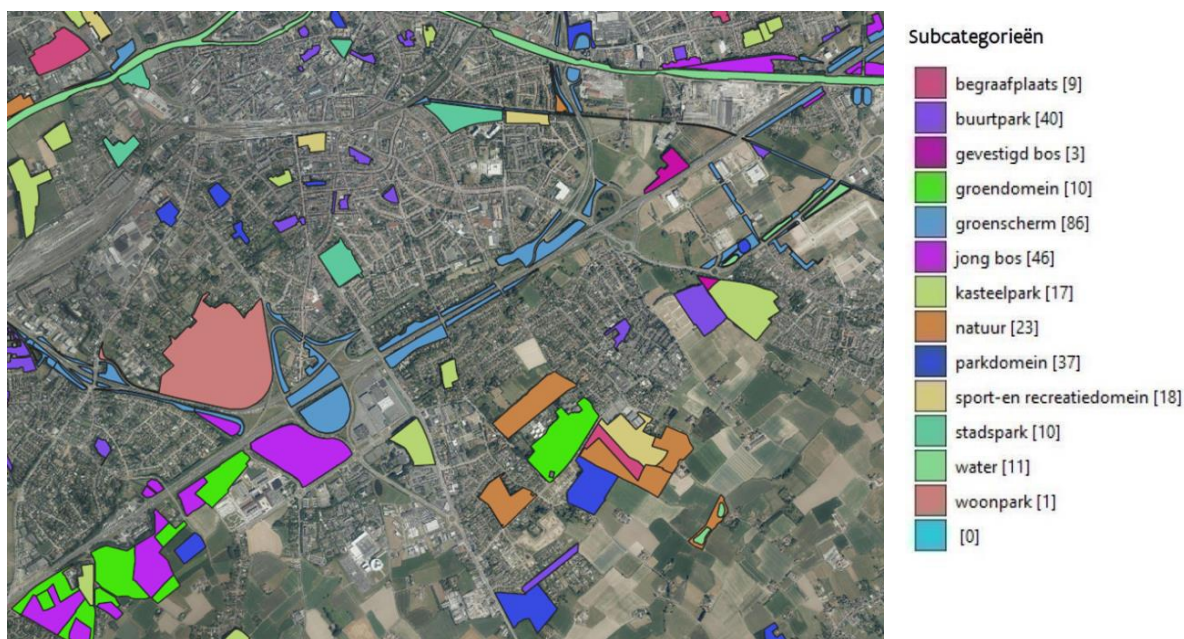 Subcategorieën
begraafplaats [9]
buurtpark [40]
gevestigd bos [3]
groendomein [10]
groenscherm [86]
jong bos [46]
kasteelpark [17]
natuur [23]
parkdomein [37]
sport-en recreatiedomein [18]
stadspark [10]
water [11]
woonpark [1]
[0]